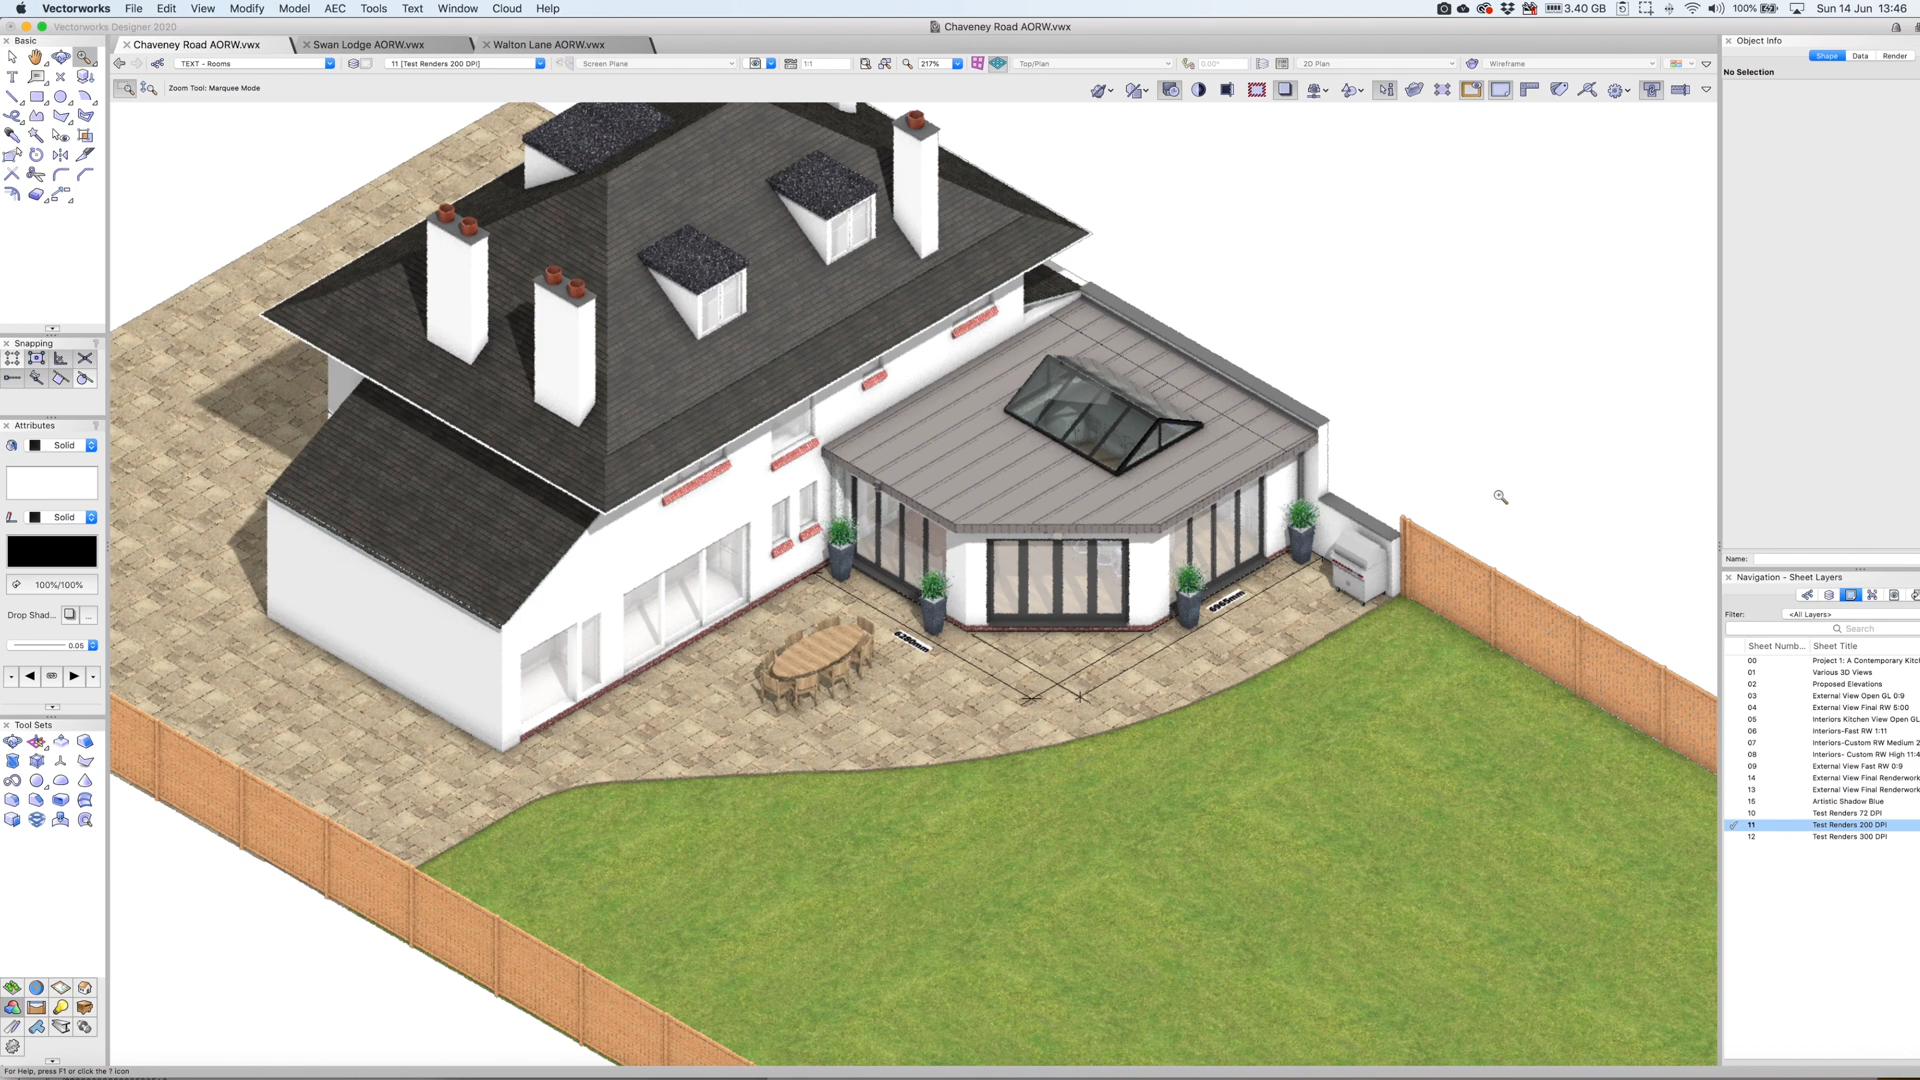 Vectorworks File Edit View Modify Model AEC Tools Text Window Cloud Help 3.40 GB 100% Sun 14 Jun 13:46
Vectorworks Designer 2020 Chaveney Road AORW.vwx
Basic
Object Info
Chaveney Road AORW.vwx Swan Lodge AORW.vwx Walton Lane AORW.vwx
Shape Data Render
TEXT - Rooms 11 [Test Renders 200 DPI] Screen Plane 1:1 217% Top/Plan 0.00° 2D Plan Wireframe
No Selection
Zoom Tool: Marquee Mode
Snapping
Attributes
Solid
Solid
100%/100%
Drop Shad...
0.05
Tool Sets
6280mm
6965mm
Name:
Navigation - Sheet Layers
Filter: <All Layers>
Search
Sheet Numb... Sheet Title
00 Project 1: A Contemporary Kitch
01 Various 3D Views
02 Proposed Elevations
03 External View Open GL 0:9
04 External View Final RW 5:00
05 Interiors Kitchen View Open GL
06 Interiors-Fast RW 1:11
07 Interiors-Custom RW Medium 2
08 Interiors- Custom RW High 11:4
09 External View Fast RW 0:9
14 External View Final Renderwork
13 External View Final Renderwork
15 Artistic Shadow Blue
10 Test Renders 72 DPI
11 Test Renders 200 DPI
12 Test Renders 300 DPI
For Help, press F1 or click the ? icon